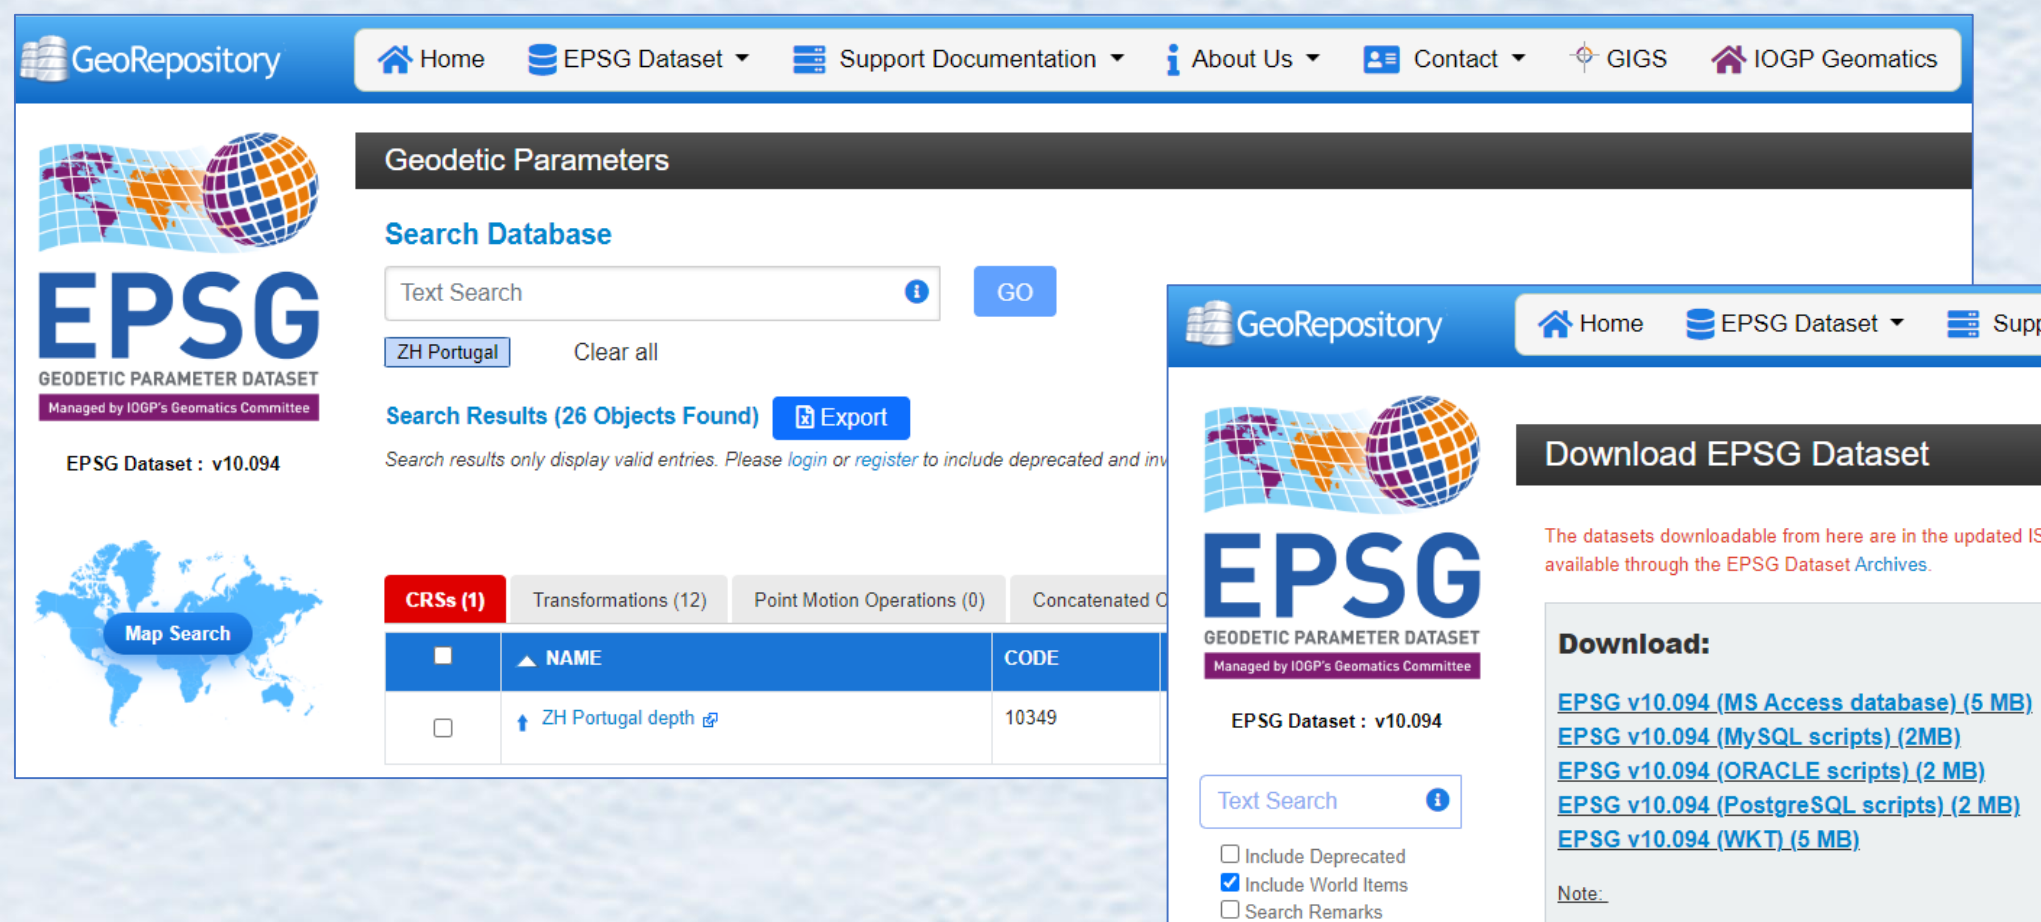 GeoRepository
Home EPSG Dataset Support Documentation About Us Contact GIGS IOGP Geomatics
EPSG
GEODETIC PARAMETER DATASET
Managed by IOGP's Geomatics Committee
EPSG Dataset : v10.094
Map Search
Geodetic Parameters
Search Database
Text Search
GO
ZH Portugal Clear all
Search Results (26 Objects Found) Export
Search results only display valid entries. Please login or register to include deprecated and inv
CRSs (1) Transformations (12) Point Motion Operations (0) Concatenated O
NAME CODE
ZH Portugal depth 10349
GeoRepository
Home EPSG Dataset Supp
EPSG
GEODETIC PARAMETER DATASET
Managed by IOGP's Geomatics Committee
EPSG Dataset : v10.094
Text Search
Include Deprecated
Include World Items
Search Remarks
Download EPSG Dataset
The datasets downloadable from here are in the updated IS
available through the EPSG Dataset Archives.
Download:
EPSG v10.094 (MS Access database) (5 MB)
EPSG v10.094 (MySQL scripts) (2MB)
EPSG v10.094 (ORACLE scripts) (2 MB)
EPSG v10.094 (PostgreSQL scripts) (2 MB)
EPSG v10.094 (WKT) (5 MB)
Note: